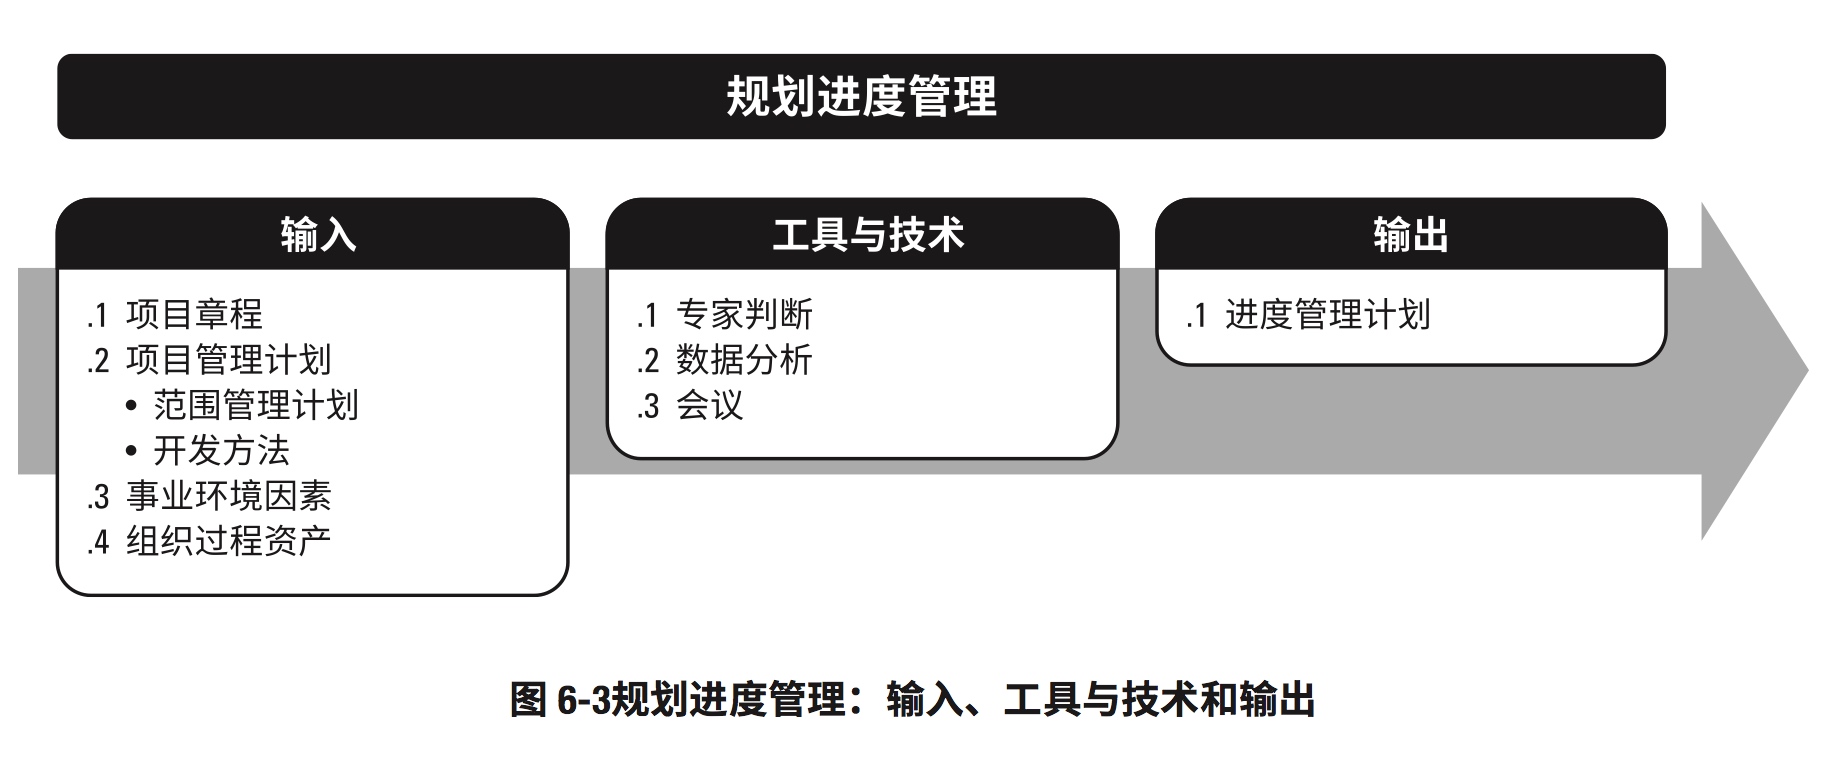 规划进度管理
输入
.1 项目章程
.2 项目管理计划
• 范围管理计划
• 开发方法
.3 事业环境因素
.4 组织过程资产
工具与技术
.1 专家判断
.2 数据分析
.3 会议
输出
.1 进度管理计划
图 6-3规划进度管理：输入、工具与技术和输出